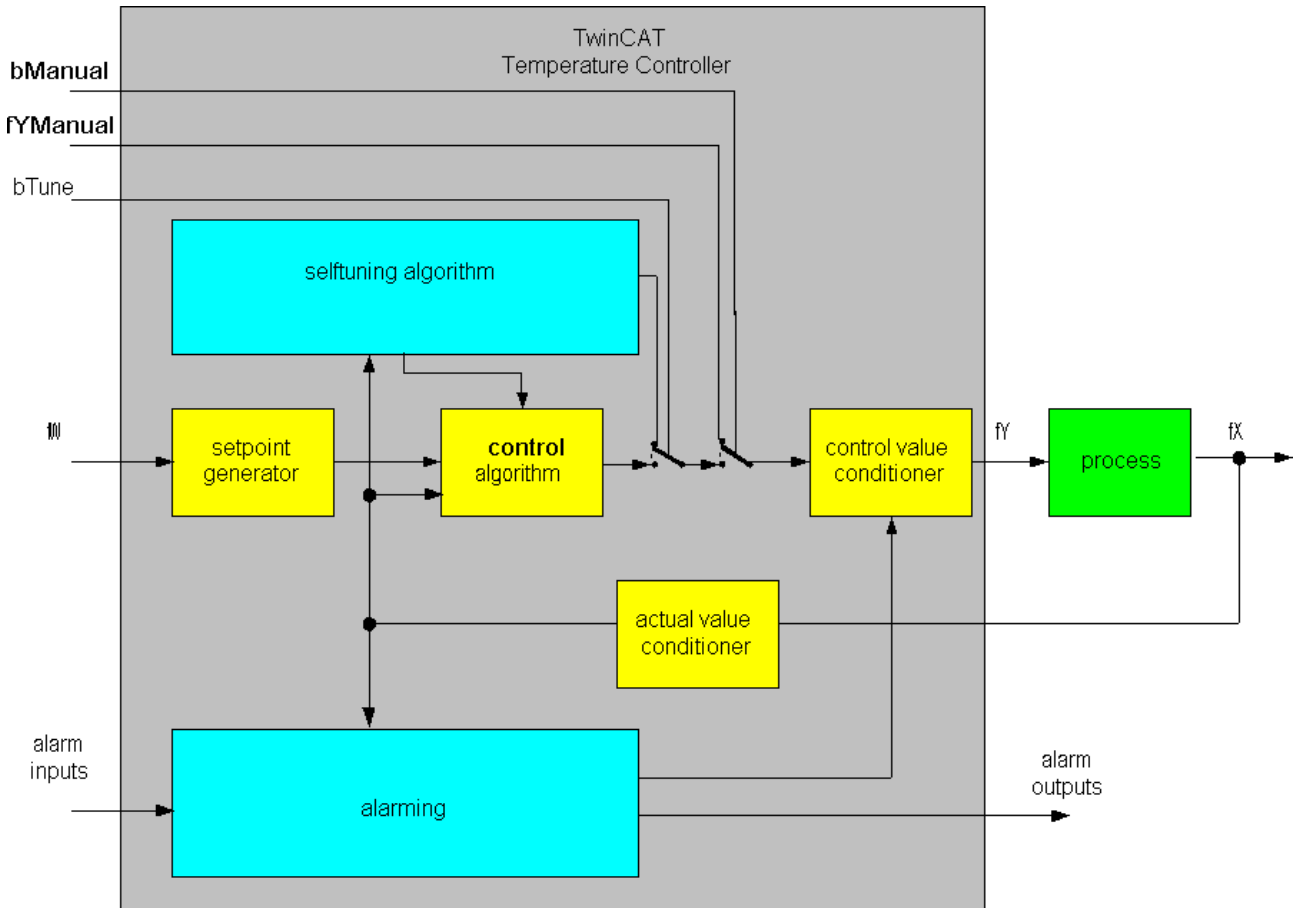 TwinCAT
Temperature Controller
bManual
fYManual
bTune
selftuning algorithm
setpoint
generator
control
algorithm
control value
conditioner
fY
process
fX
actual value
conditioner
alarm
inputs
alarming
alarm
outputs